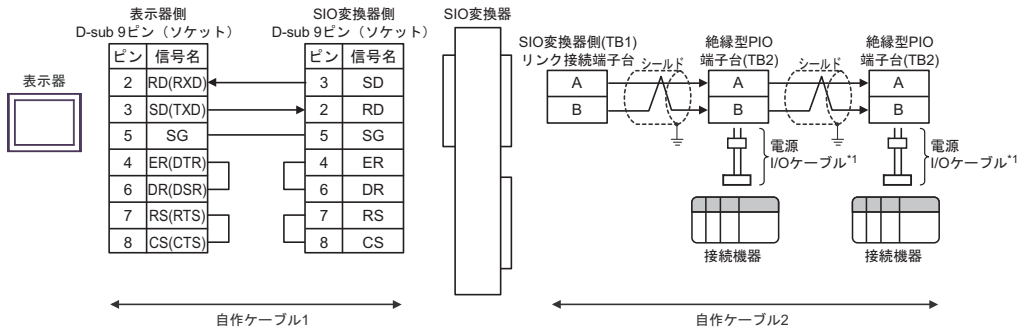 表示器側
D-sub 9ピン（ソケット）
SIO変換器側
D-sub 9ピン（ソケット）
SIO変換器
表示器
ピン 信号名
2 RD(RXD)
3 SD(TXD)
5 SG
4 ER(DTR)
6 DR(DSR)
7 RS(RTS)
8 CS(CTS)
ピン 信号名
3 SD
2 RD
5 SG
4 ER
6 DR
7 RS
8 CS
自作ケーブル1
SIO変換器側(TB1)
リンク接続端子台
A
B
シールド
絶縁型PIO
端子台(TB2)
A
B
シールド
絶縁型PIO
端子台(TB2)
A
B
電源
I/Oケーブル*1
電源
I/Oケーブル*1
接続機器
接続機器
自作ケーブル2